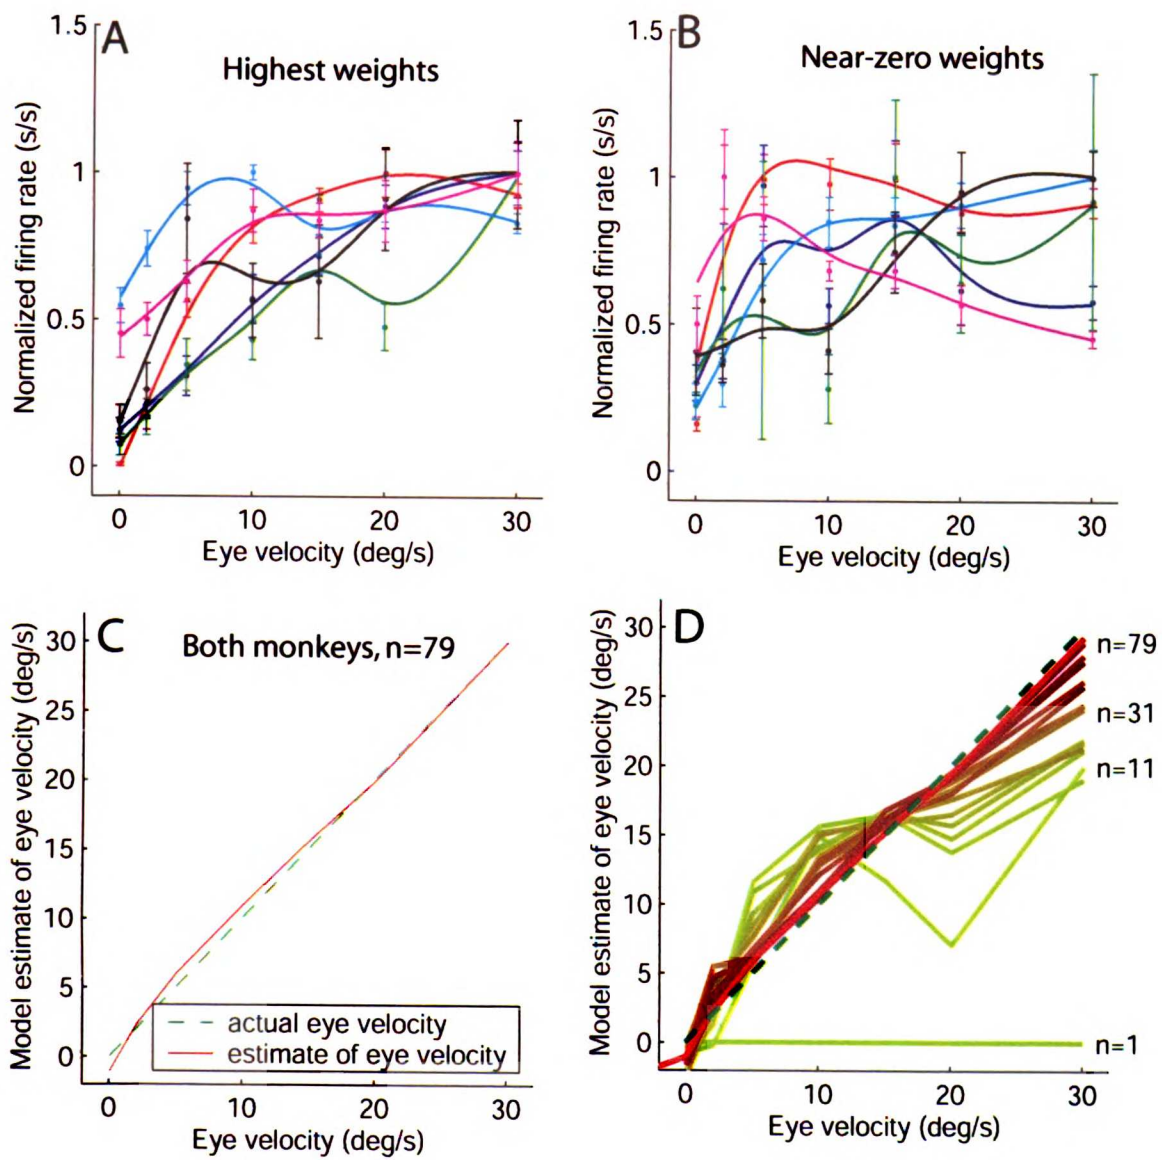 A
Highest weights
1.5
1
0.5
0
Normalized firing rate (s/s)
0 10 20 30
Eye velocity (deg/s)
B
Near-zero weights
1.5
1
0.5
0
Normalized firing rate (s/s)
0 10 20 30
Eye velocity (deg/s)
C
Both monkeys, n=79
30
25
20
15
10
5
0
Model estimate of eye velocity (deg/s)
actual eye velocity
estimate of eye velocity
0 10 20 30
Eye velocity (deg/s)
D
30
25
20
15
10
5
0
Model estimate of eye velocity (deg/s)
n=79
n=31
n=11
n=1
0 10 20 30
Eye velocity (deg/s)